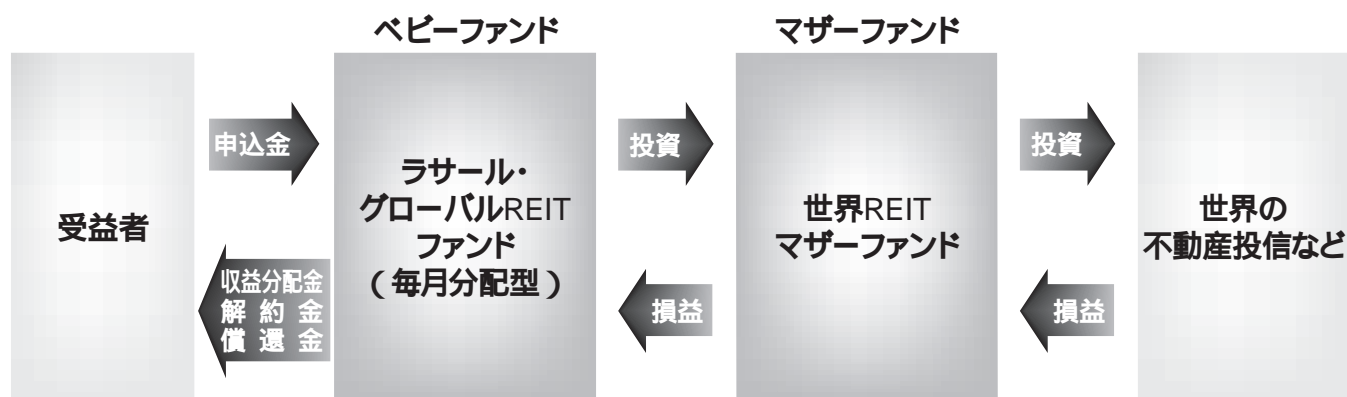 ベビーファンド
マザーファンド
受益者
申込金
収益分配金
解約金
償還金
ラサール・
グローバルREIT
ファンド
(毎月分配型)
投資
損益
世界REIT
マザーファンド
投資
損益
世界の
不動産投信など